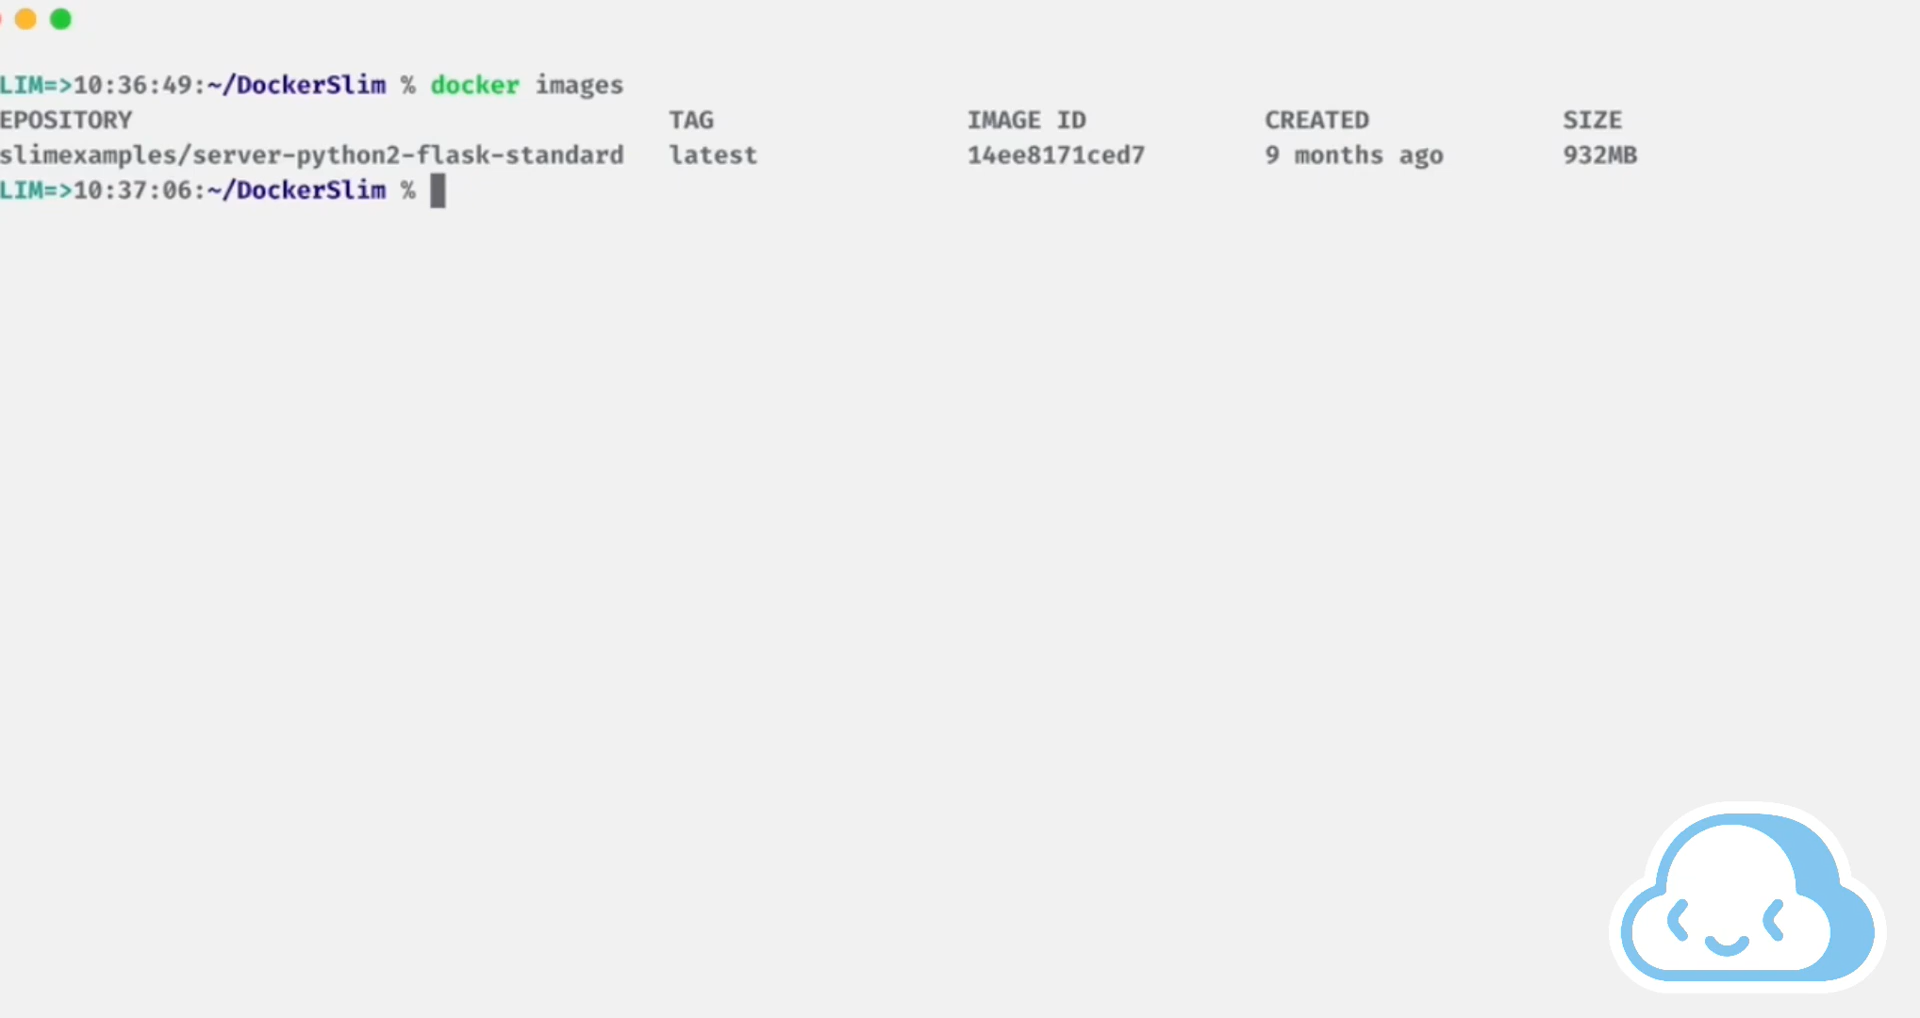 LIM=>10:36:49:~/DockerSlim % docker images
EPOSITORY TAG IMAGE ID CREATED SIZE
slimexamples/server-python2-flask-standard latest 14ee8171ced7 9 months ago 932MB
LIM=>10:37:06:~/DockerSlim %